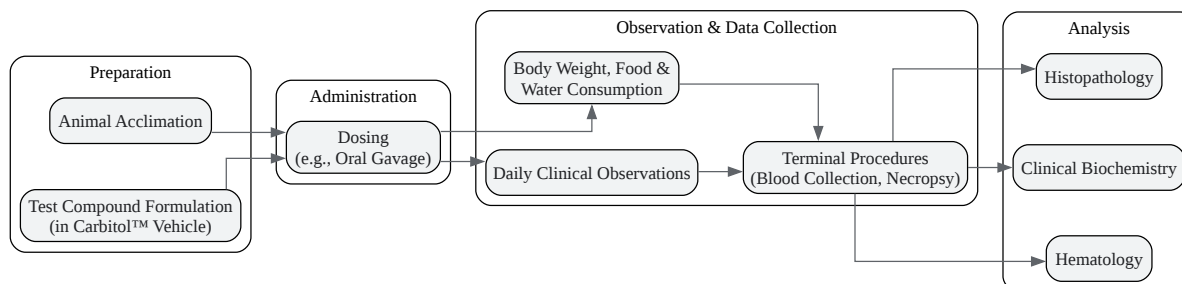 Preparation
Animal Acclimation
Test Compound Formulation
(in Carbitol™ Vehicle)
Administration
Dosing
(e.g., Oral Gavage)
Observation & Data Collection
Body Weight, Food &
Water Consumption
Daily Clinical Observations
Terminal Procedures
(Blood Collection, Necropsy)
Analysis
Histopathology
Clinical Biochemistry
Hematology